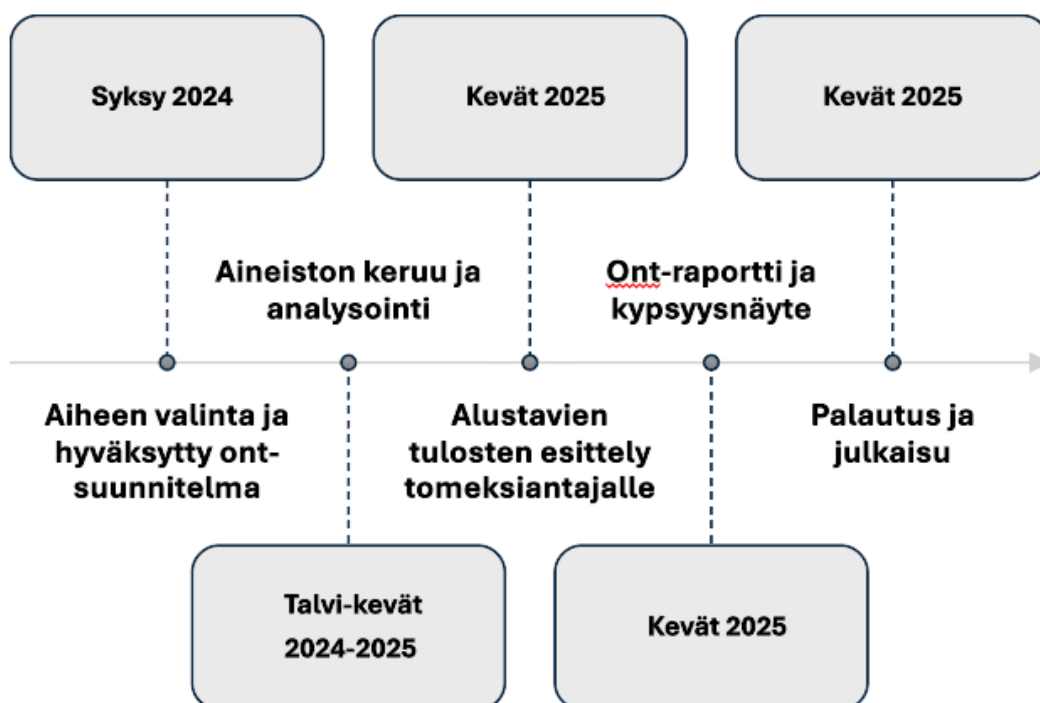 Syksy 2024
Kevät 2025
Kevät 2025
Aineiston keruu ja
analysointi
Ont-raportti ja
kypsyysnäyte
Aiheen valinta ja
hyväksytty ont-
suunnitelma
Alustavien
tulosten esittely
tomeksiantajalle
Palautus ja
julkaisu
Talvi-kevät
2024-2025
Kevät 2025